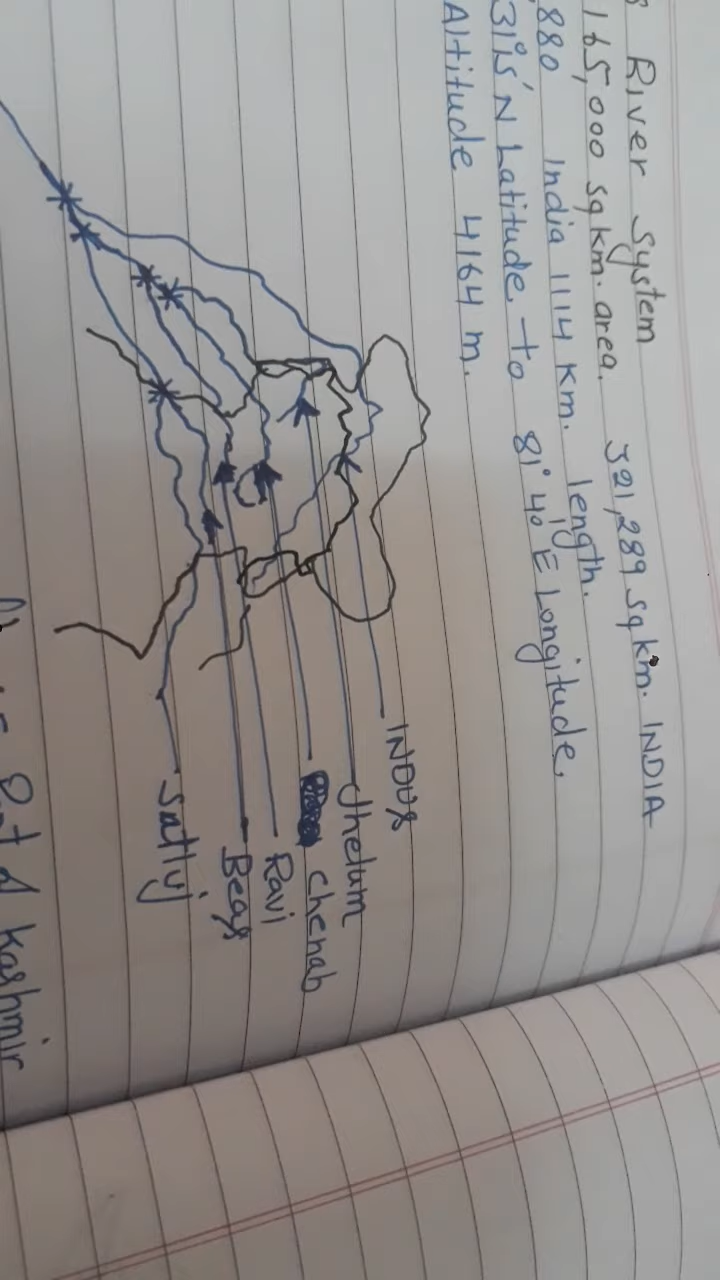 River System
165,000 sq km. area. 321,289 sq km. INDIA
880 India 1114 km. length.
31°15'N Latitude to 81°40'E Longitude.
Altitude 4164 m.
INDUS
Jhelum
Chenab
Ravi
Beas
Satluj
Kashmir